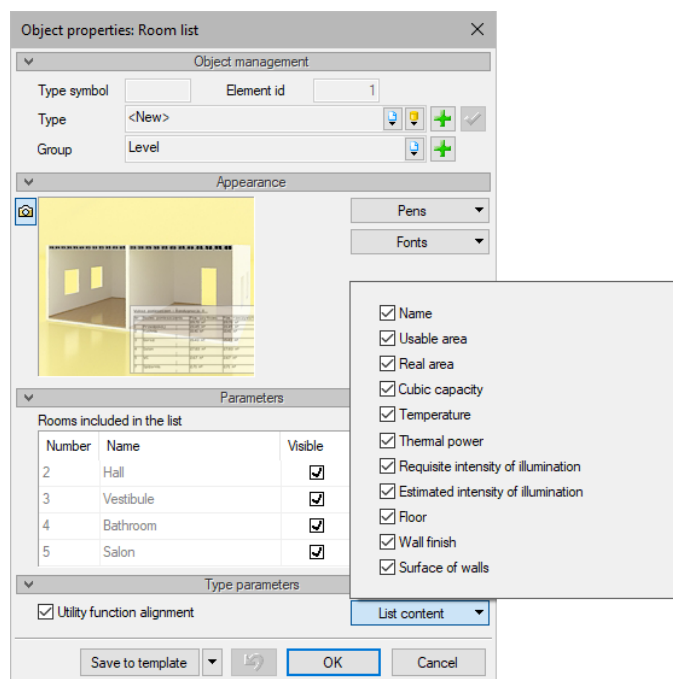 Object properties: Room list
Object management
Type symbol Element id 1
Type <New>
Group Level
Appearance
Pens
Fonts
Name
Usable area
Real area
Cubic capacity
Temperature
Thermal power
Requisite intensity of illumination
Estimated intensity of illumination
Floor
Wall finish
Surface of walls
Parameters
Rooms included in the list
Number Name Visible
2 Hall
3 Vestibule
4 Bathroom
5 Salon
Type parameters
Utility function alignment List content
Save to template OK Cancel